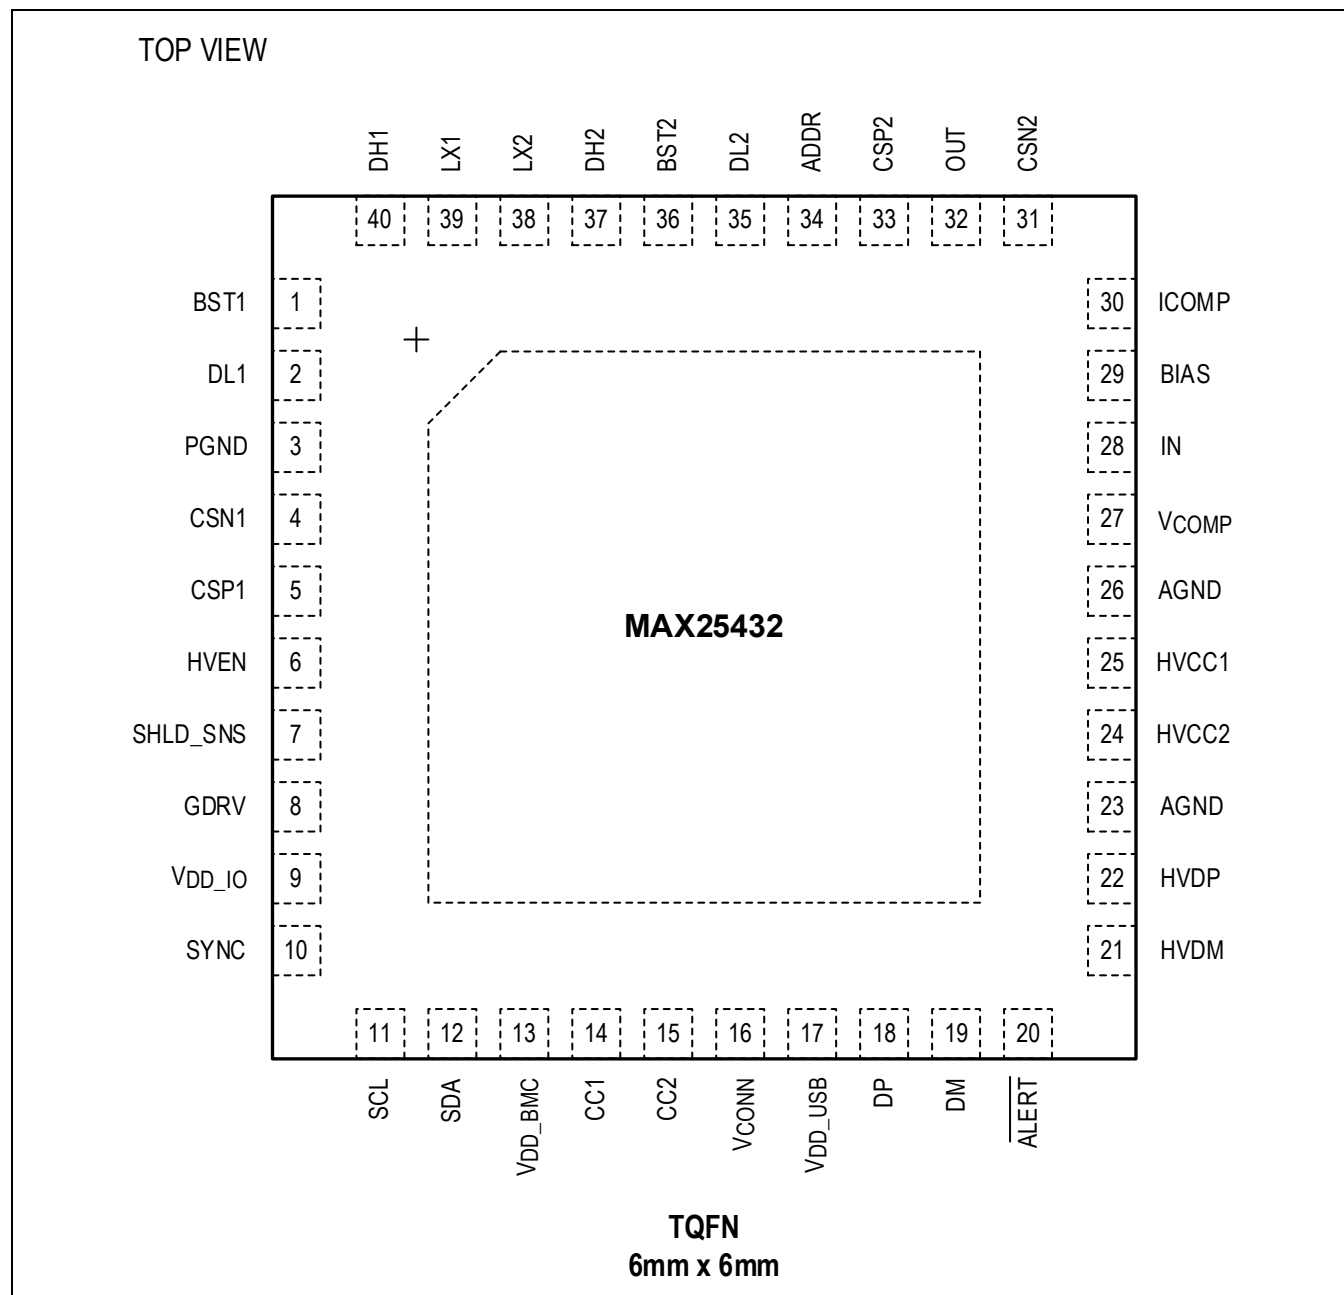 TOP VIEW
DH1 LX1 LX2 DH2 BST2 DL2 ADDR CSP2 OUT CSN2
40 39 38 37 36 35 34 33 32 31
BST1 1 30 ICOMP
DL1 2 29 BIAS
PGND 3 28 IN
CSN1 4 27 VCOMP
CSP1 5 26 AGND
MAX25432
HVEN 6 25 HVCC1
SHLD_SNS 7 24 HVCC2
GDRV 8 23 AGND
VDD_IO 9 22 HVDP
SYNC 10 21 HVDM
11 12 13 14 15 16 17 18 19 20
SCL SDA VDD_BMC CC1 CC2 VCONN VDD_USB DP DM ALERT
TQFN
6mm x 6mm